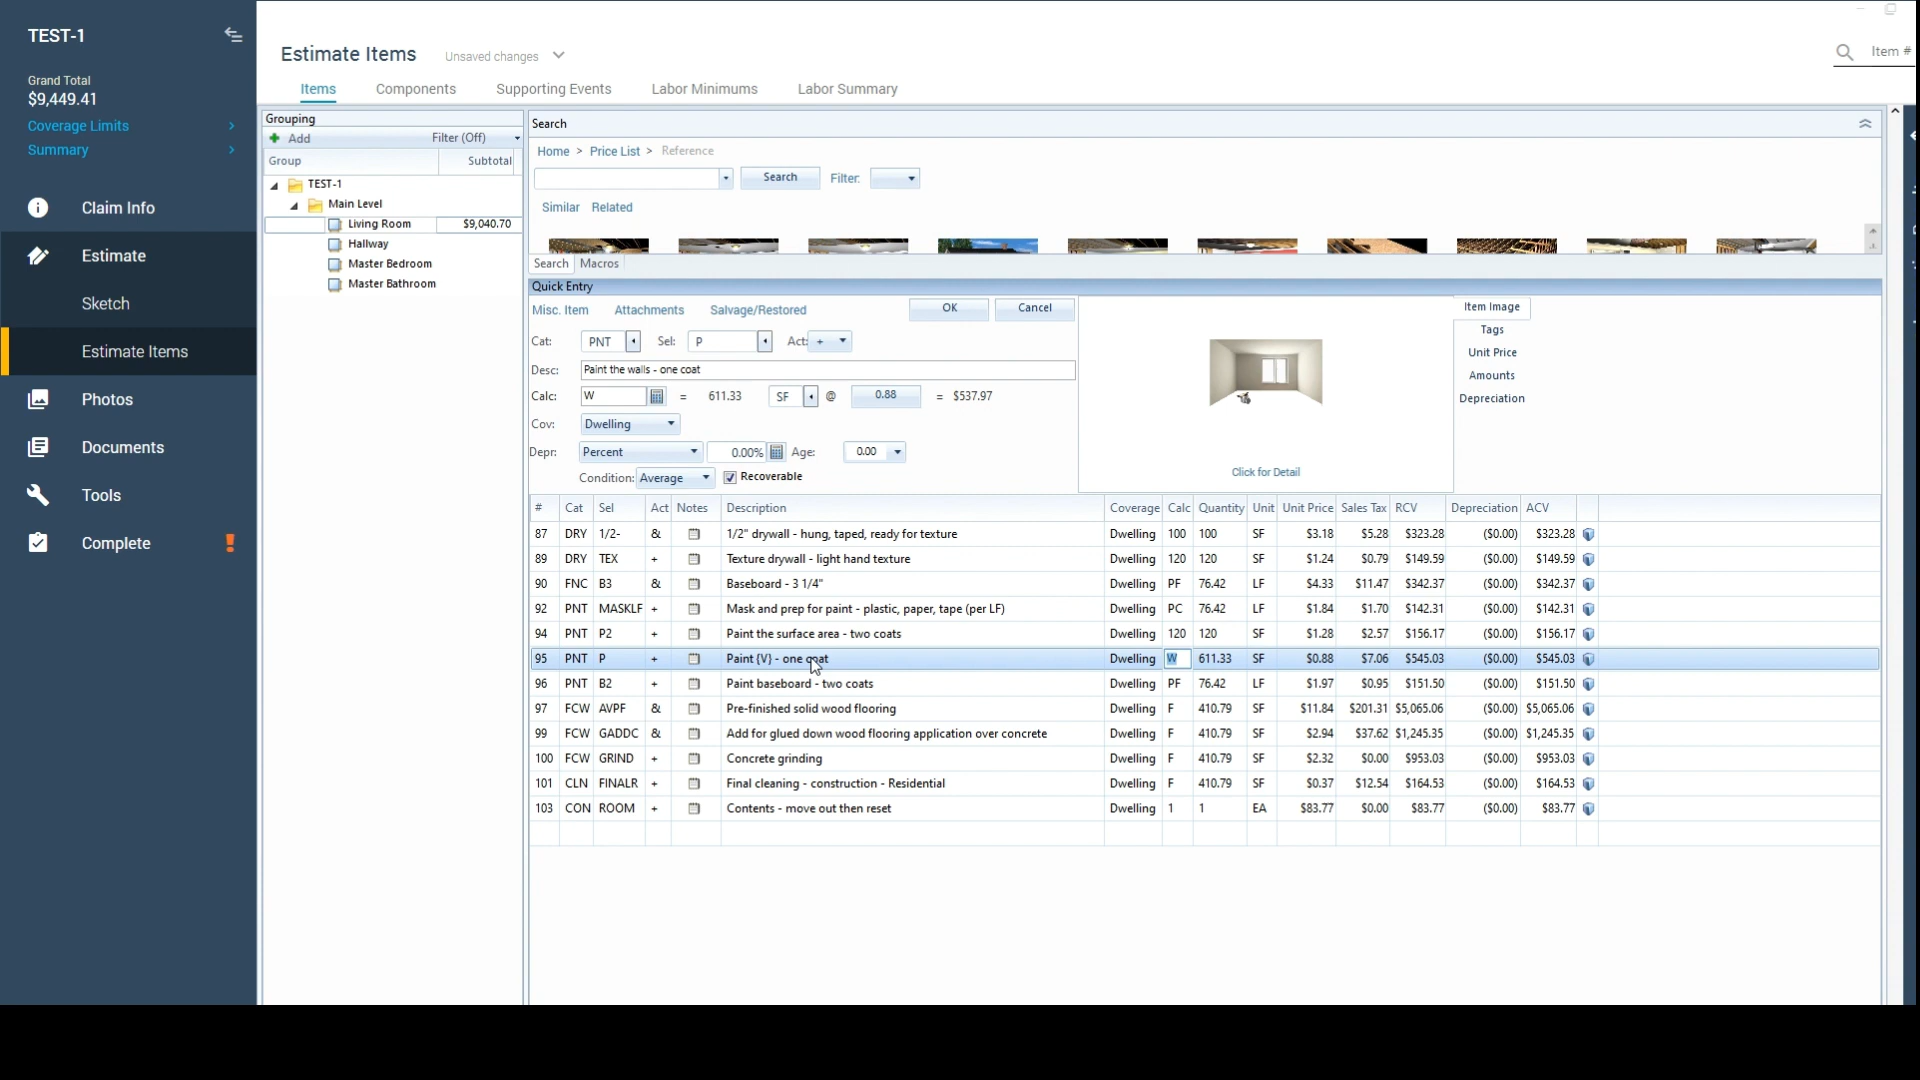 TEST-1
Grand Total
$9,449.41
Coverage Limits
Summary
Claim Info
Estimate
Sketch
Estimate Items
Photos
Documents
Tools
Complete
Estimate Items Unsaved changes
Item #
Items Components Supporting Events Labor Minimums Labor Summary
Grouping
Add Filter (Off)
Group Subtotal
TEST-1
Main Level
Living Room $9,040.70
Hallway
Master Bedroom
Master Bathroom
Search
Home > Price List > Reference
Search Filter:
Similar Related
Search Macros
Quick Entry
Misc. Item Attachments Salvage/Restored OK Cancel
Cat: PNT Sel: P Act: +
Desc: Paint the walls - one coat
Calc: W = 611.33 SF @ 0.88 = $537.97
Cov: Dwelling
Depr: Percent 0.00% Age: 0.00
Condition: Average Recoverable
Click for Detail
Item Image
Tags
Unit Price
Amounts
Depreciation
# Cat Sel Act Notes Description Coverage Calc Quantity Unit Unit Price Sales Tax RCV Depreciation ACV
87 DRY 1/2- & 1/2" drywall - hung, taped, ready for texture Dwelling 100 100 SF $3.18 $5.28 $323.28 ($0.00) $323.28
89 DRY TEX + Texture drywall - light hand texture Dwelling 120 120 SF $1.24 $0.79 $149.59 ($0.00) $149.59
90 FNC B3 & Baseboard - 3 1/4" Dwelling PF 76.42 LF $4.33 $11.47 $342.37 ($0.00) $342.37
92 PNT MASKLF + Mask and prep for paint - plastic, paper, tape (per LF) Dwelling PC 76.42 LF $1.84 $1.70 $142.31 ($0.00) $142.31
94 PNT P2 + Paint the surface area - two coats Dwelling 120 120 SF $1.28 $2.57 $156.17 ($0.00) $156.17
95 PNT P + Paint {V} - one coat Dwelling W 611.33 SF $0.88 $7.06 $545.03 ($0.00) $545.03
96 PNT B2 + Paint baseboard - two coats Dwelling PF 76.42 LF $1.97 $0.95 $151.50 ($0.00) $151.50
97 FCW AVPF & Pre-finished solid wood flooring Dwelling F 410.79 SF $11.84 $201.31 $5,065.06 ($0.00) $5,065.06
99 FCW GADDC & Add for glued down wood flooring application over concrete Dwelling F 410.79 SF $2.94 $37.62 $1,245.35 ($0.00) $1,245.35
100 FCW GRIND + Concrete grinding Dwelling F 410.79 SF $2.32 $0.00 $953.03 ($0.00) $953.03
101 CLN FINALR + Final cleaning - construction - Residential Dwelling F 410.79 SF $0.37 $12.54 $164.53 ($0.00) $164.53
103 CON ROOM + Contents - move out then reset Dwelling 1 1 EA $83.77 $0.00 $83.77 ($0.00) $83.77